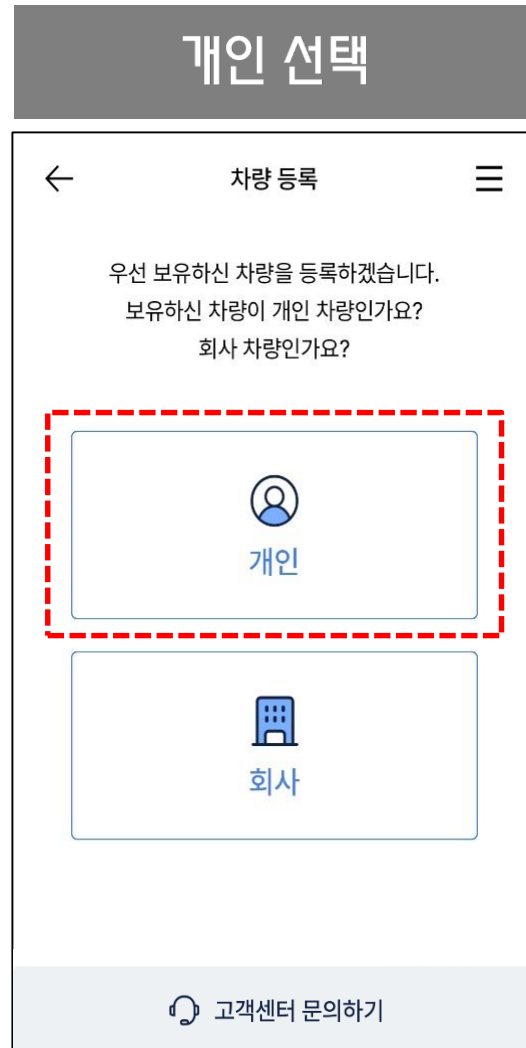 개인 선택
차량 등록
우선 보유하신 차량을 등록하겠습니다.
보유하신 차량이 개인 차량인가요?
회사 차량인가요?
개인
회사
고객센터 문의하기